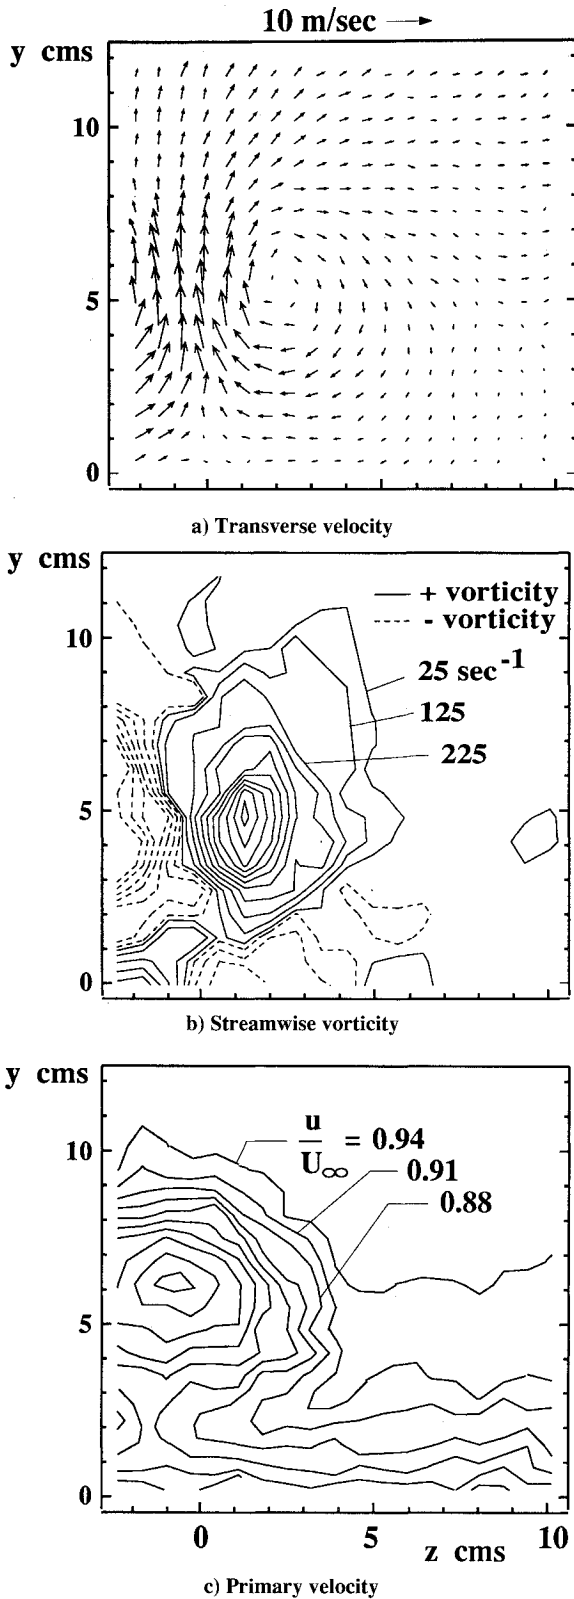 10 m/sec
y cms
10
5
0
a) Transverse velocity
y cms
+ vorticity
- vorticity
10
25 sec-1
125
225
5
0
b) Streamwise vorticity
y cms
u
U∞ = 0.94
10
0.91
0.88
5
0
0 5 10
z cms
c) Primary velocity